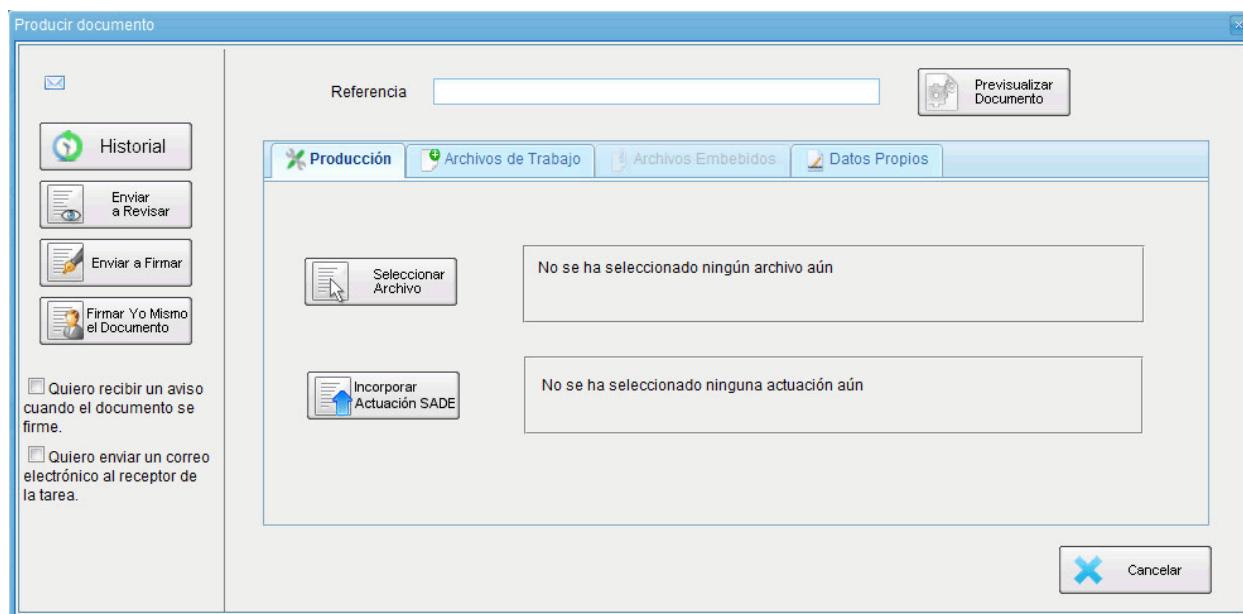 Producir documento
Referencia
Previsualizar
Documento
Historial
Enviar
a Revisar
Enviar a Firmar
Firmar Yo Mismo
el Documento
Quiero recibir un aviso
cuando el documento se
firme.
Quiero enviar un correo
electrónico al receptor de
la tarea.
Producción
Archivos de Trabajo
Archivos Embebidos
Datos Propios
Seleccionar
Archivo
No se ha seleccionado ningún archivo aún
Incorporar
Actuación SADE
No se ha seleccionado ninguna actuación aún
Cancelar